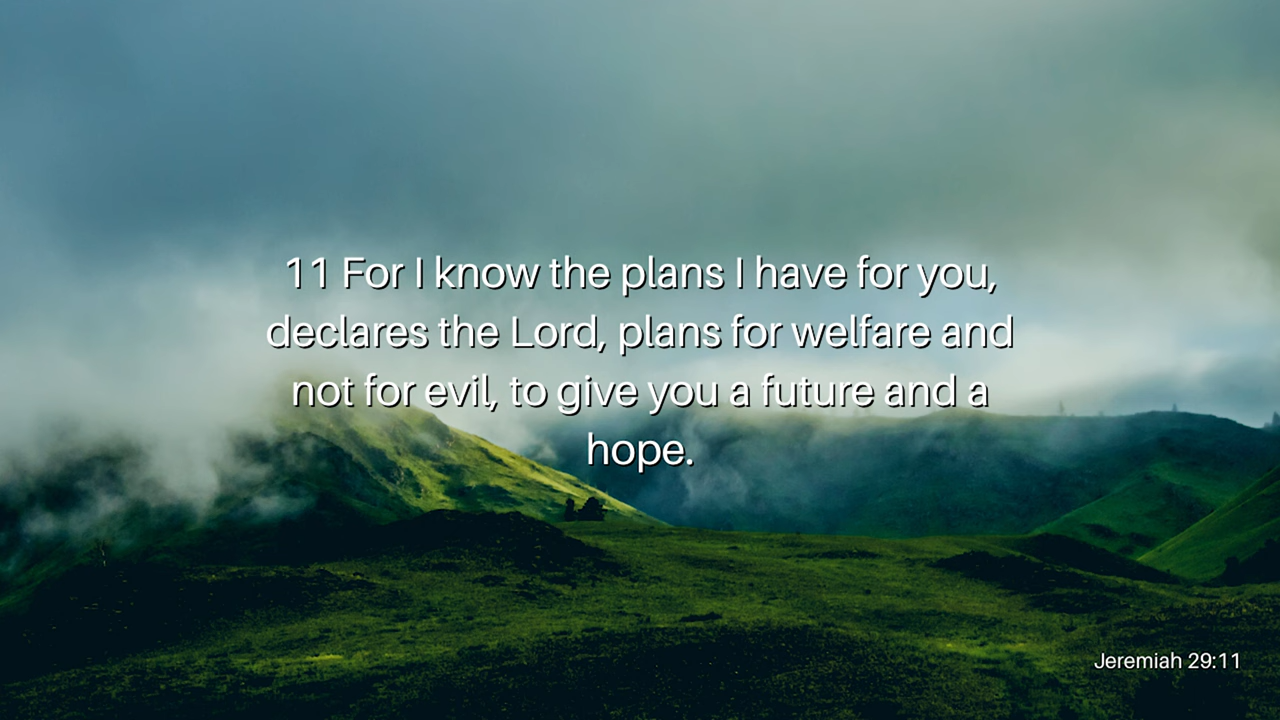 11 For I know the plans I have for you,
declares the Lord, plans for welfare and
not for evil, to give you a future and a
hope.
Jeremiah 29:11